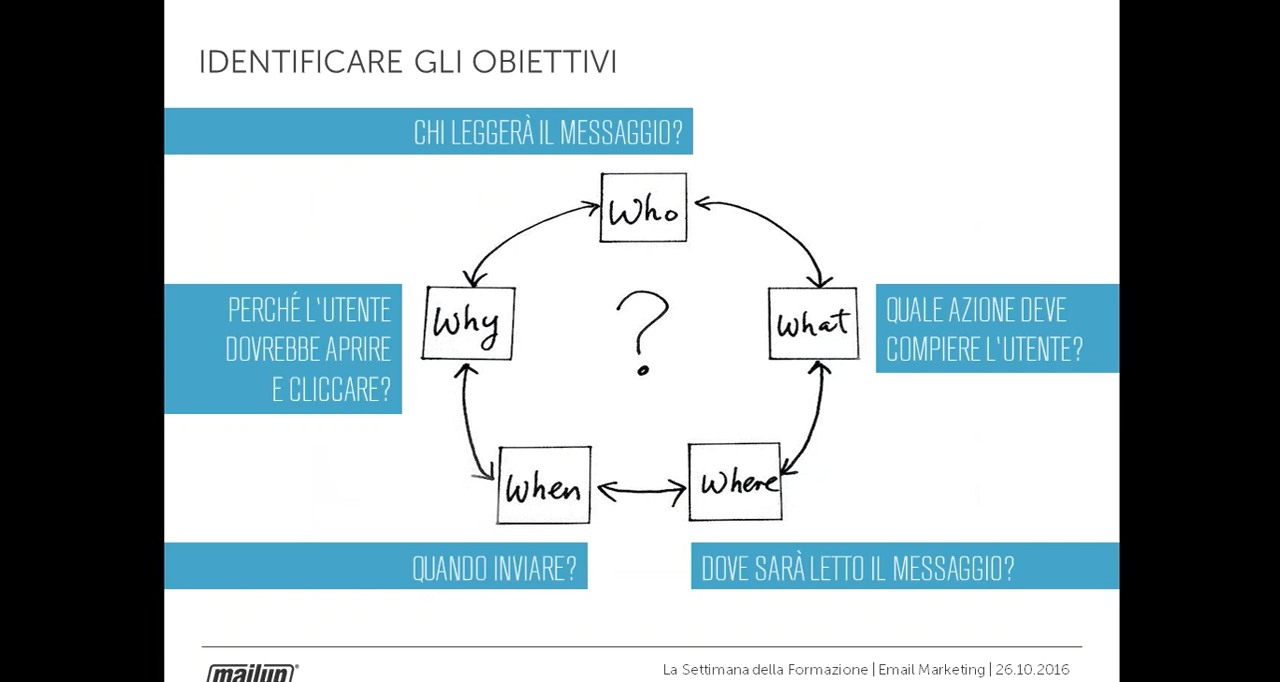 IDENTIFICARE GLI OBIETTIVI
CHI LEGGERÀ IL MESSAGGIO?
Who
PERCHÉ L'UTENTE
DOVREBBE APRIRE
E CLICCARE?
Why
?
What
QUALE AZIONE DEVE
COMPIERE L'UTENTE?
When
Where
QUANDO INVIARE?
DOVE SARÀ LETTO IL MESSAGGIO?
mailup®
La Settimana della Formazione | Email Marketing | 26.10.2016